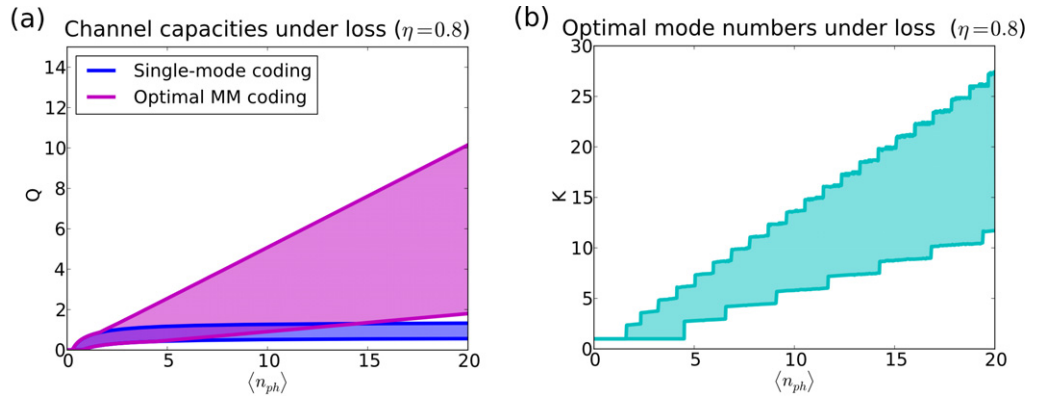 (a) Channel capacities under loss (η=0.8)
14
12
10
8
6
4
2
0
Q
Single-mode coding
Optimal MM coding
0 5 10 15 20
⟨n_ph⟩
(b) Optimal mode numbers under loss (η=0.8)
30
25
20
15
10
5
0
K
0 5 10 15 20
⟨n_ph⟩